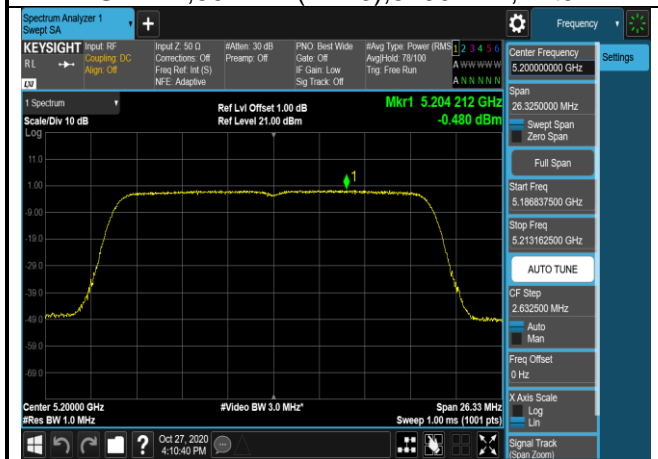 Spectrum Analyzer 1
Swept SA
Frequency
KEYSIGHT
RL
LXI
Input: RF
Coupling: DC
Align: Off
Input Z: 50 Ω
Corrections: Off
Freq Ref: Int (S)
NFE: Adaptive
#Atten: 30 dB
Preamp: Off
PNO: Best Wide
Gate: Off
IF Gain: Low
Sig Track: Off
#Avg Type: Power (RMS
Avg|Hold: 78/100
Trig: Free Run
1 2 3 4 5 6
A W W W W W
A N N N N N
1 Spectrum
Scale/Div 10 dB
Log
Ref Lvl Offset 1.00 dB
Ref Level 21.00 dBm
Mkr1 5.204 212 GHz
-0.480 dBm
11.0
1.00
-9.00
-19.0
-29.0
-39.0
-49.0
-59.0
-69.0
1
Center 5.20000 GHz
#Res BW 1.0 MHz
#Video BW 3.0 MHz*
Span 26.33 MHz
Sweep 1.00 ms (1001 pts)
Oct 27, 2020
4:10:40 PM
Settings
Center Frequency
5.200000000 GHz
Span
26.3250000 MHz
Swept Span
Zero Span
Full Span
Start Freq
5.186837500 GHz
Stop Freq
5.213162500 GHz
AUTO TUNE
CF Step
2.632500 MHz
Auto
Man
Freq Offset
0 Hz
X Axis Scale
Log
Lin
Signal Track
(Span Zoom)